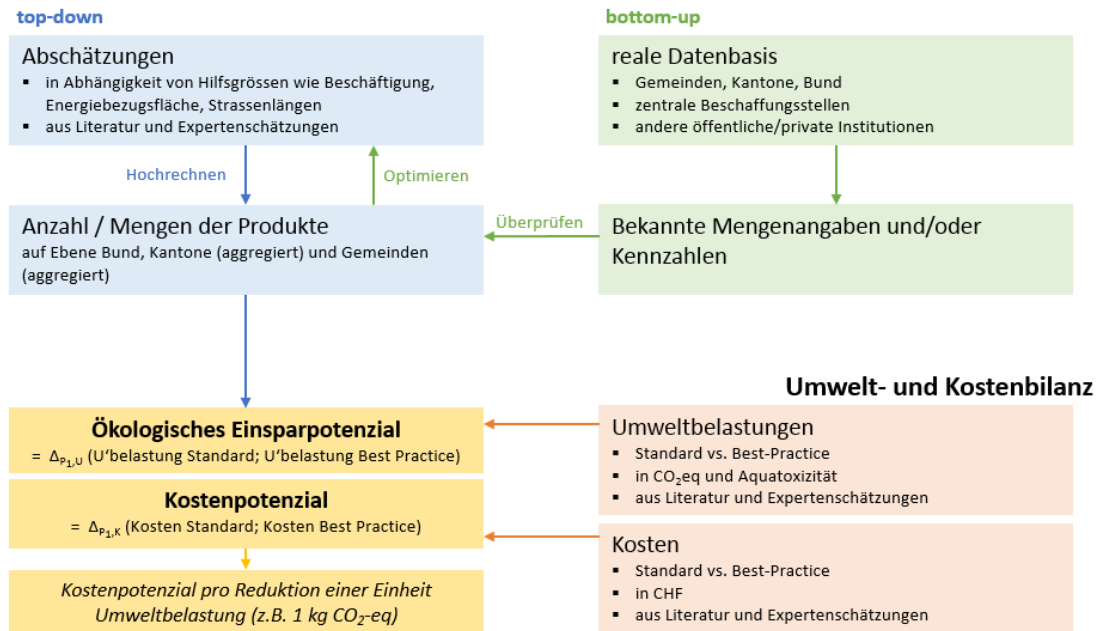 top-down
Abschätzungen
▪ in Abhängigkeit von Hilfsgrössen wie Beschäftigung,
Energiebezugsfläche, Strassenlängen
▪ aus Literatur und Expertenschätzungen
bottom-up
reale Datenbasis
▪ Gemeinden, Kantone, Bund
▪ zentrale Beschaffungsstellen
▪ andere öffentliche/private Institutionen
Hochrechnen
Optimieren
Anzahl / Mengen der Produkte
auf Ebene Bund, Kantone (aggregiert) und Gemeinden
(aggregiert)
Überprüfen
Bekannte Mengenangaben und/oder
Kennzahlen
Umwelt- und Kostenbilanz
Ökologisches Einsparpotenzial
= Δ_P1,U (U‘belastung Standard; U‘belastung Best Practice)
Umweltbelastungen
▪ Standard vs. Best-Practice
▪ in CO₂eq und Aquatoxizität
▪ aus Literatur und Expertenschätzungen
Kostenpotenzial
= Δ_P1,K (Kosten Standard; Kosten Best Practice)
Kosten
▪ Standard vs. Best-Practice
▪ in CHF
▪ aus Literatur und Expertenschätzungen
Kostenpotenzial pro Reduktion einer Einheit
Umweltbelastung (z.B. 1 kg CO₂-eq)